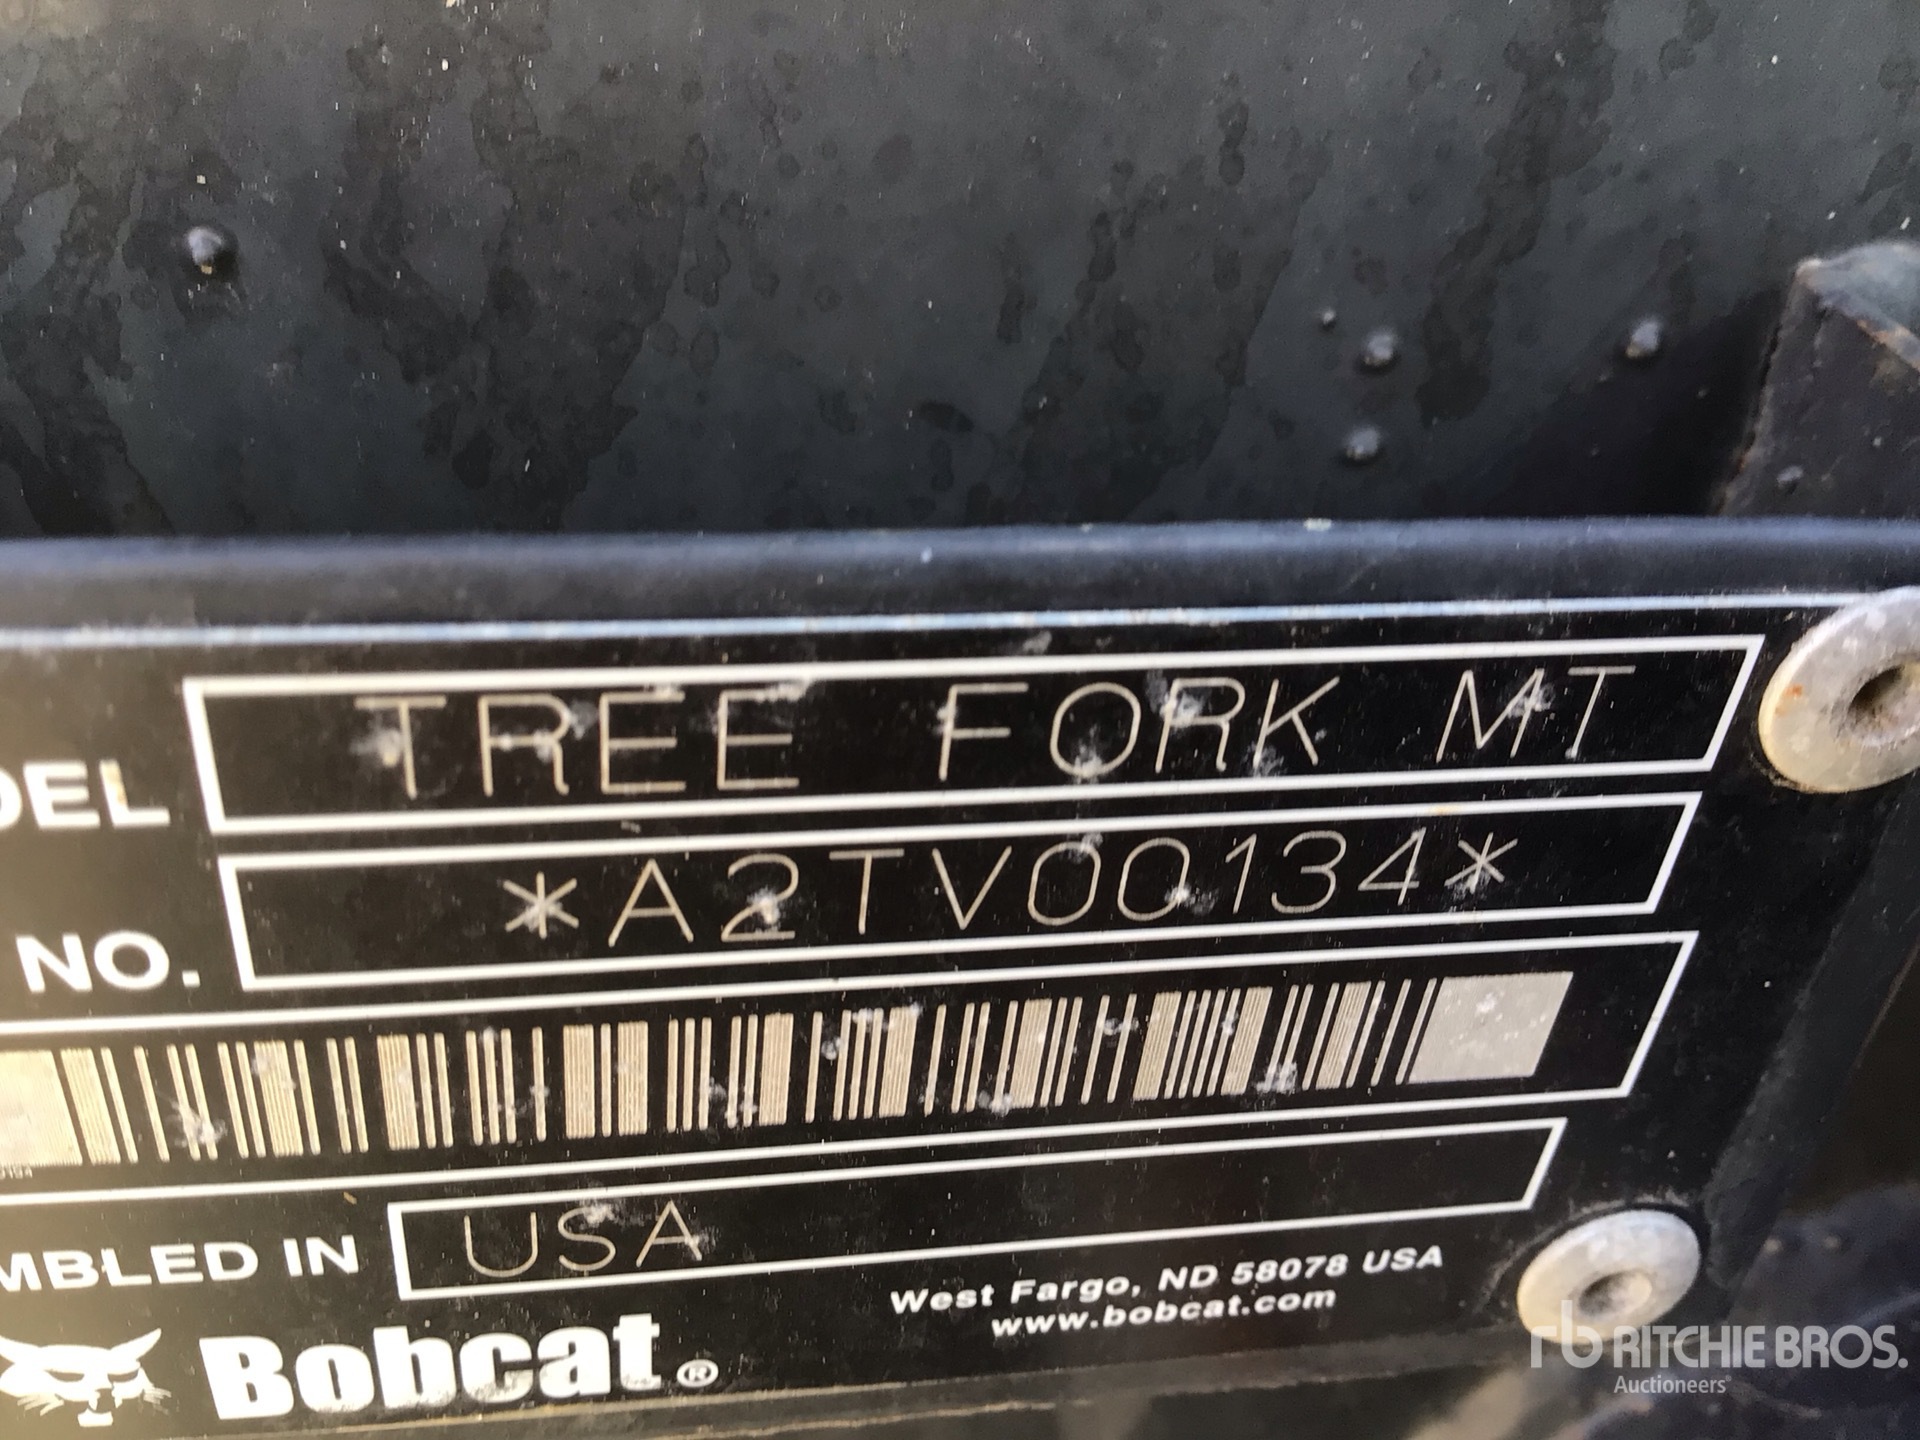 DEL TREE FORK MT
NO. *A2TV00134*
MBLED IN USA
West Fargo, ND 58078 USA
www.bobcat.com
Bobcat®
rb RITCHIE BROS.
Auctioneers